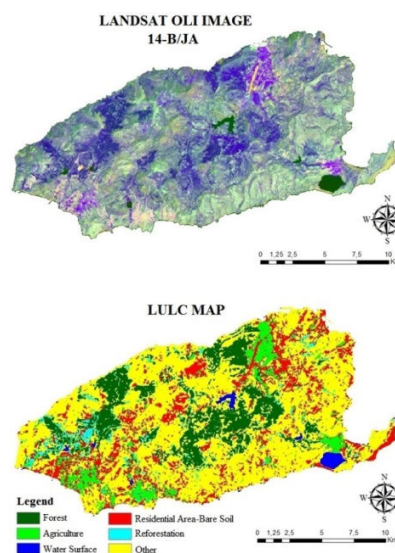 LANDSAT OLI IMAGE
14-B/JA
N
W E
S
0 1,25 2,5 5 7,5 10
LULC MAP
Legend
Forest
Residential Area-Bare Soil
Agriculture
Reforestation
Water Surface
Other
N
W E
S
0 1,25 2,5 5 7,5 10